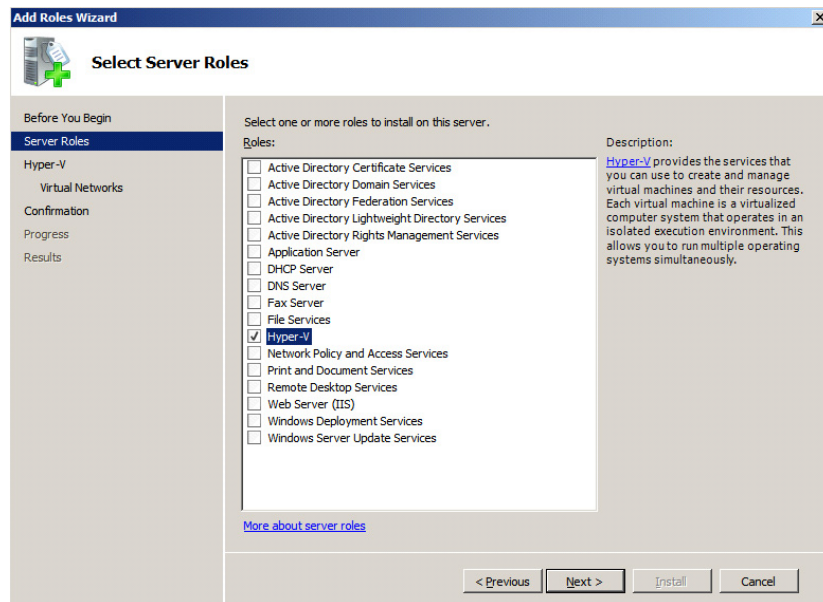 Add Roles Wizard
Select Server Roles
Before You Begin
Server Roles
Hyper-V
Virtual Networks
Confirmation
Progress
Results
Select one or more roles to install on this server.
Roles:
Active Directory Certificate Services
Active Directory Domain Services
Active Directory Federation Services
Active Directory Lightweight Directory Services
Active Directory Rights Management Services
Application Server
DHCP Server
DNS Server
Fax Server
File Services
Hyper-V
Network Policy and Access Services
Print and Document Services
Remote Desktop Services
Web Server (IIS)
Windows Deployment Services
Windows Server Update Services
More about server roles
Description:
Hyper-V provides the services that
you can use to create and manage
virtual machines and their resources.
Each virtual machine is a virtualized
computer system that operates in an
isolated execution environment. This
allows you to run multiple operating
systems simultaneously.
< Previous
Next >
Install
Cancel